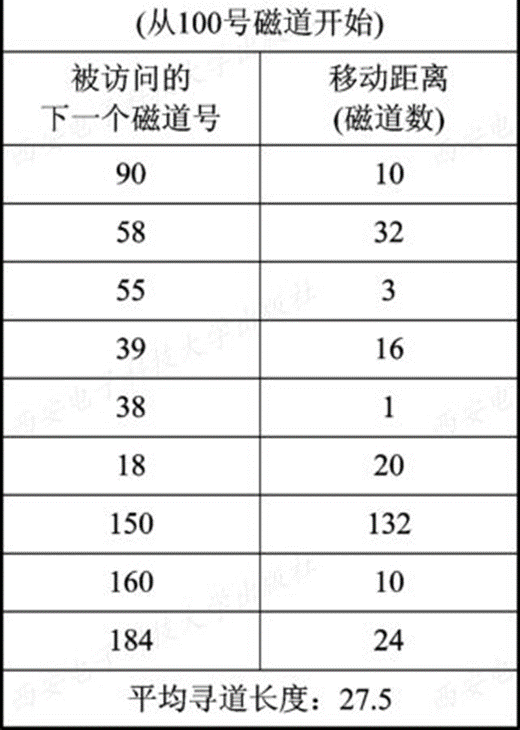 (从100号磁道开始)
被访问的 移动距离
下一个磁道号 (磁道数)
90 10
58 32
55 3
39 16
38 1
18 20
150 132
160 10
184 24
平均寻道长度：27.5
西安电子科技大学出版社